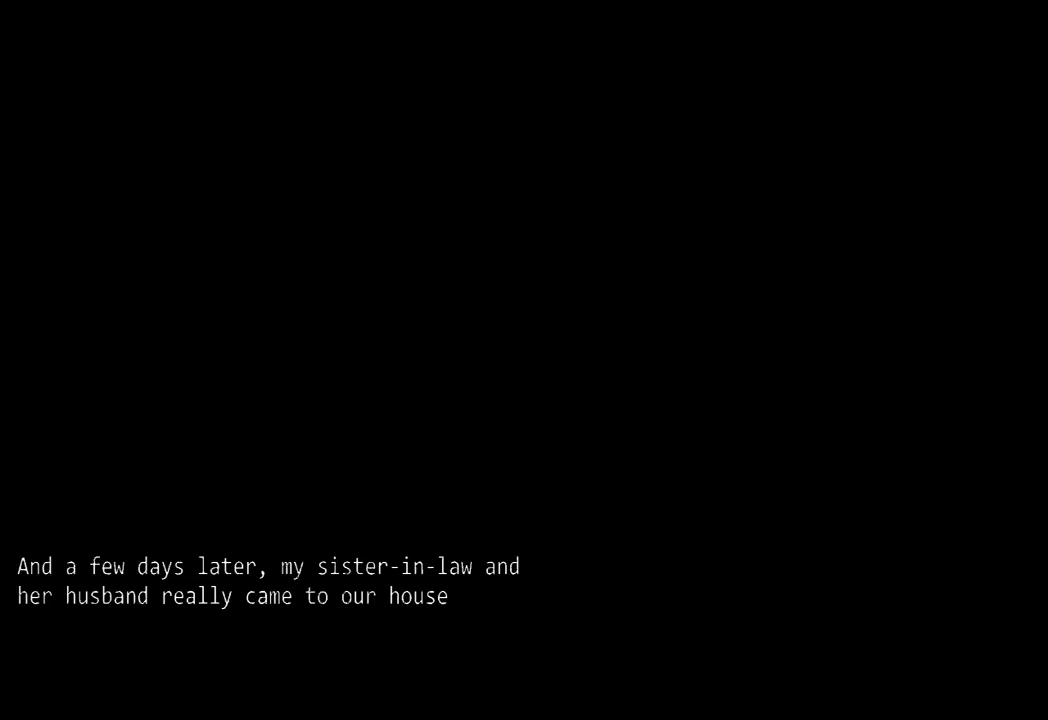 And a few days later, my sister-in-law and
her husband really came to our house